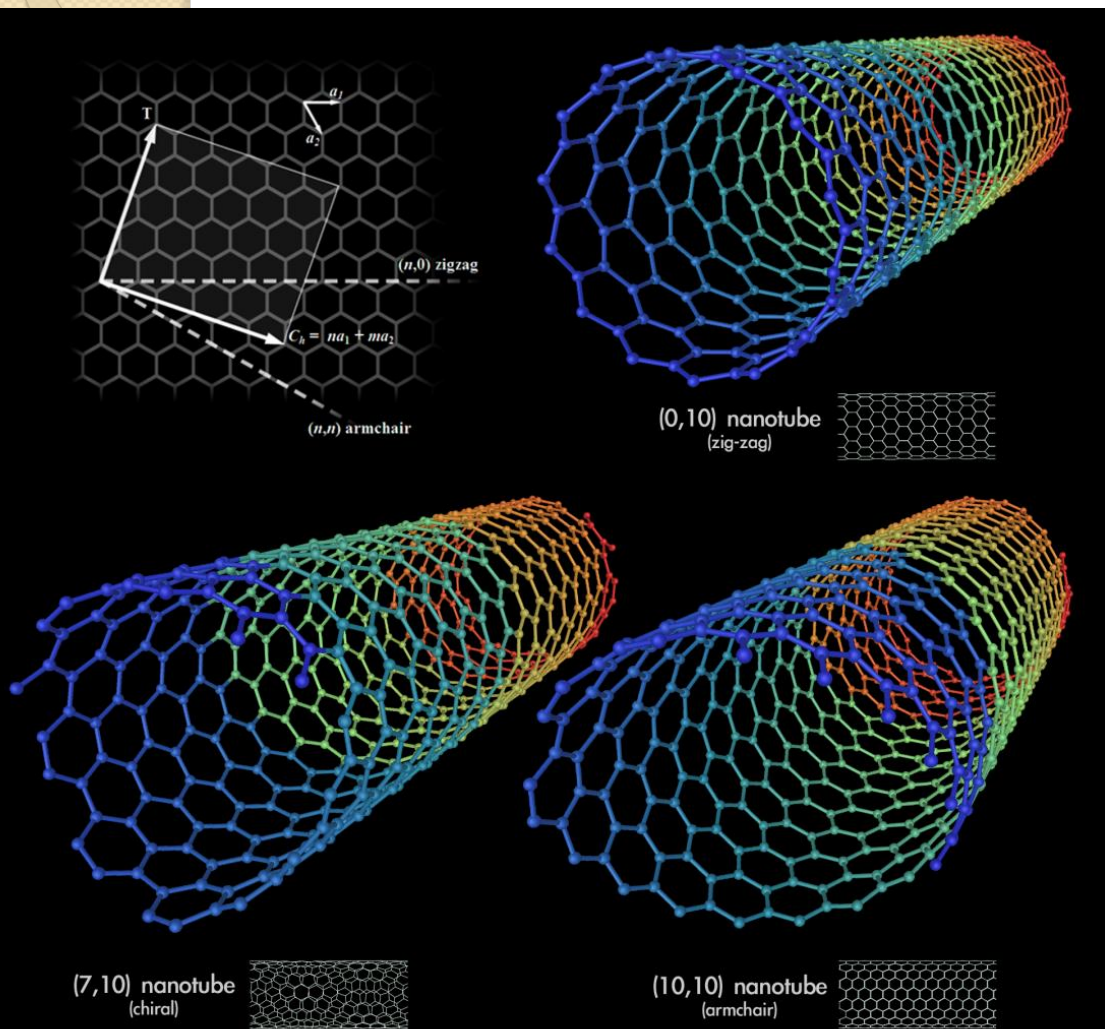 a₁
T
a₂
(n,0) zigzag
Cₕ = na₁ + ma₂
(n,n) armchair
(0,10) nanotube
(zig-zag)
(7,10) nanotube
(chiral)
(10,10) nanotube
(armchair)